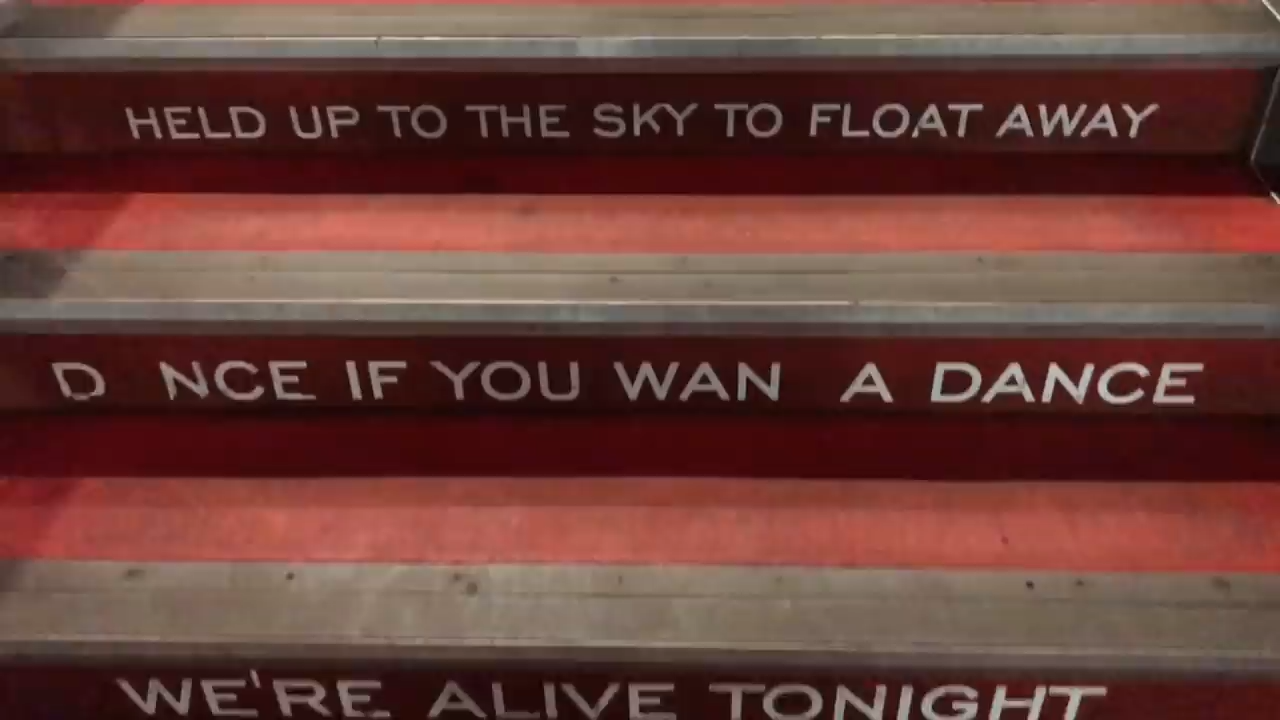 HELD UP TO THE SKY TO FLOAT AWAY
D NCE IF YOU WAN A DANCE
WE'RE ALIVE TONIGHT